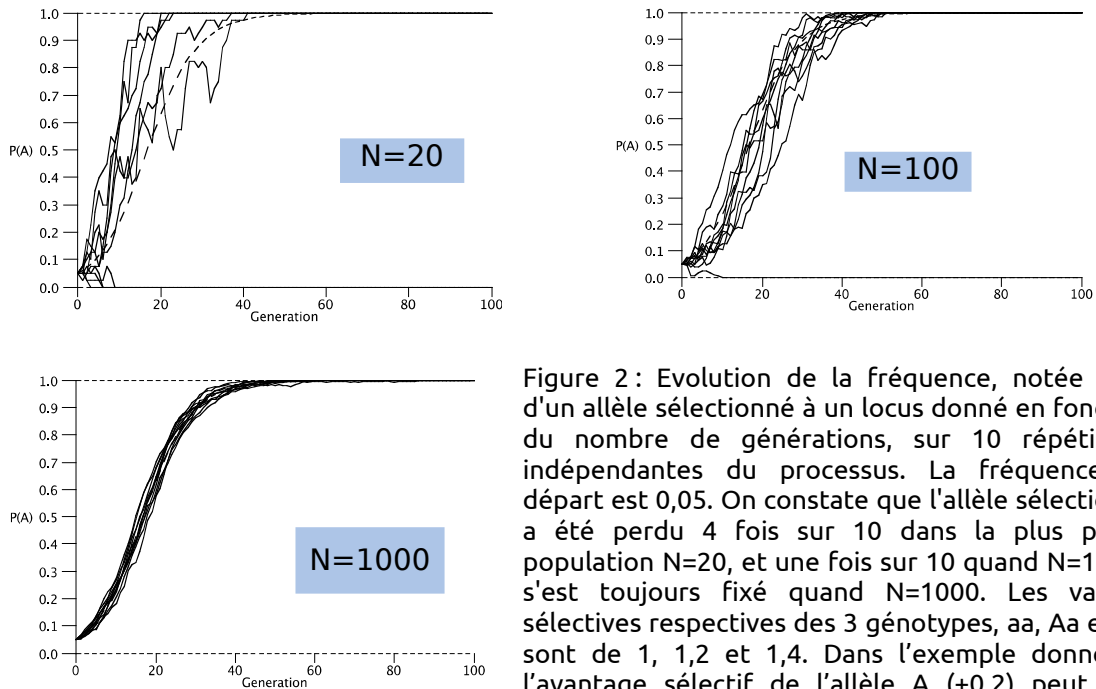 1.0
0.9
0.8
0.7
0.6
P(A) 0.5
0.4
0.3
0.2
0.1
0.0
0 20 40 60 80 100
Generation
N=20
1.0
0.9
0.8
0.7
0.6
P(A) 0.5
0.4
0.3
0.2
0.1
0.0
0 20 40 60 80 100
Generation
N=100
1.0
0.9
0.8
0.7
0.6
P(A) 0.5
0.4
0.3
0.2
0.1
0.0
0 20 40 60 80 100
Generation
N=1000
Figure 2 : Evolution de la fréquence, notée
d'un allèle sélectionné à un locus donné en
du nombre de générations, sur 10
indépendantes du processus. La
départ est 0,05. On constate que l'allèle
a été perdu 4 fois sur 10 dans la plus
population N=20, et une fois sur 10 quand
s'est toujours fixé quand N=1000. Les
sélectives respectives des 3 génotypes, aa, Aa
sont de 1, 1,2 et 1,4. Dans l’exemple
l’avantage sélectif de l’allèle A (+0,2) peut